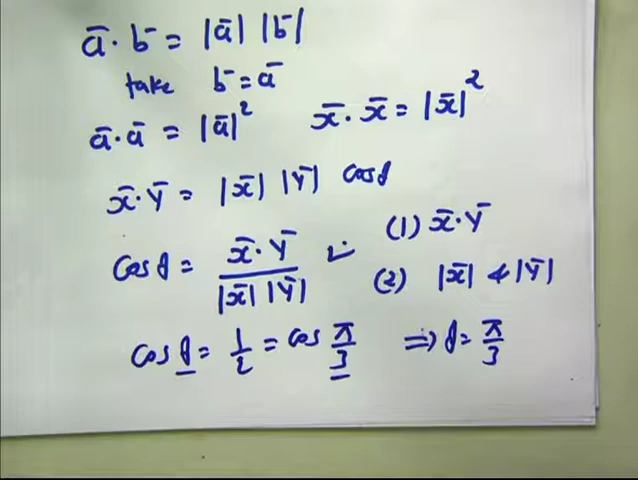 ā · b̄ = |ā| |b̄|
take b̄ = ā
ā · ā = |ā|² x̄ · x̄ = |x̄|²
x̄ · Ȳ = |x̄| |Ȳ| cos θ
cos θ = x̄ · Ȳ / |x̄| |Ȳ| ✓ (1) x̄ · Ȳ
(2) |x̄| & |Ȳ|
cos θ = 1/2 = cos π/3 ⇒ θ = π/3